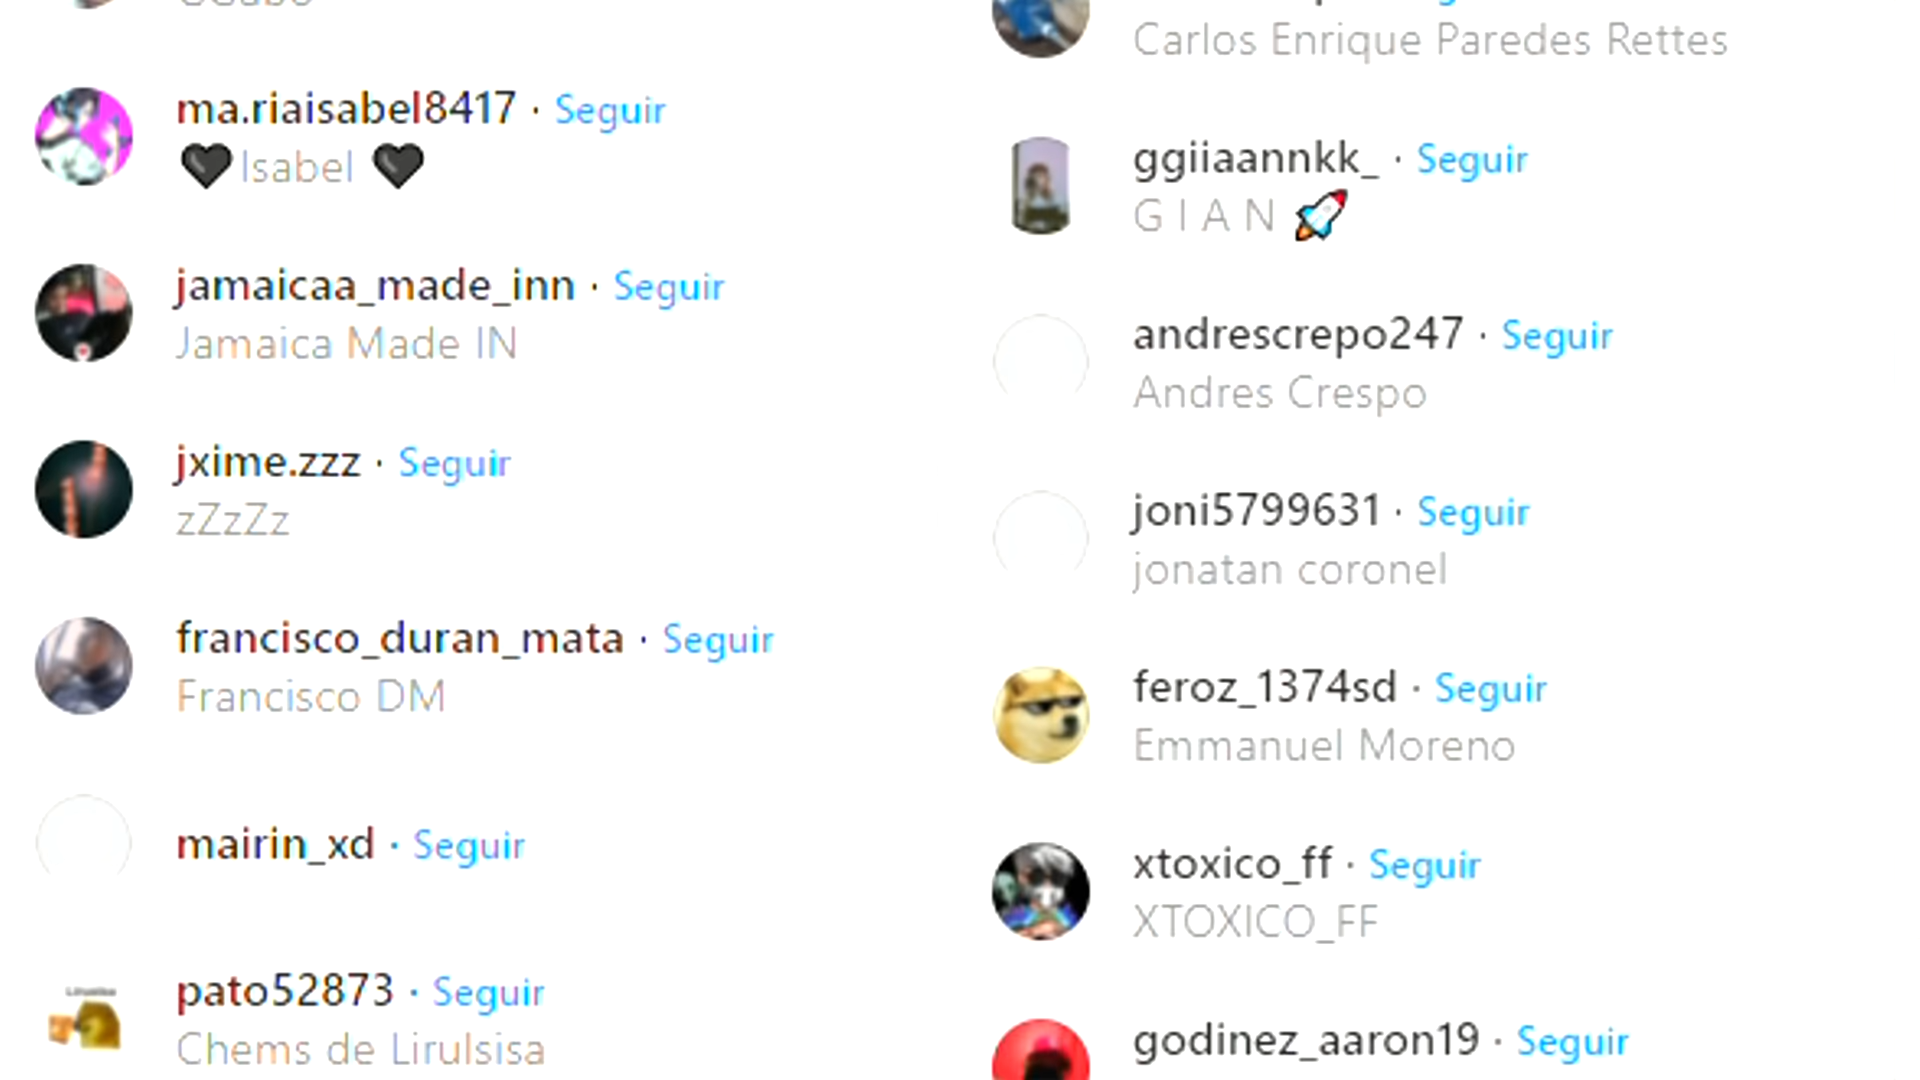 ma.riaisabel8417 · Seguir
🖤Isabel 🖤
jamaicaa_made_inn · Seguir
Jamaica Made IN
jxime.zzz · Seguir
zZzZz
francisco_duran_mata · Seguir
Francisco DM
mairin_xd · Seguir
pato52873 · Seguir
Chems de Lirulsisa
Carlos Enrique Paredes Rettes
ggiiaannkk_ · Seguir
G I A N 🚀
andrescrepo247 · Seguir
Andres Crespo
joni5799631 · Seguir
jonatan coronel
feroz_1374sd · Seguir
Emmanuel Moreno
xtoxico_ff · Seguir
XTOXICO_FF
godinez_aaron19 · Seguir